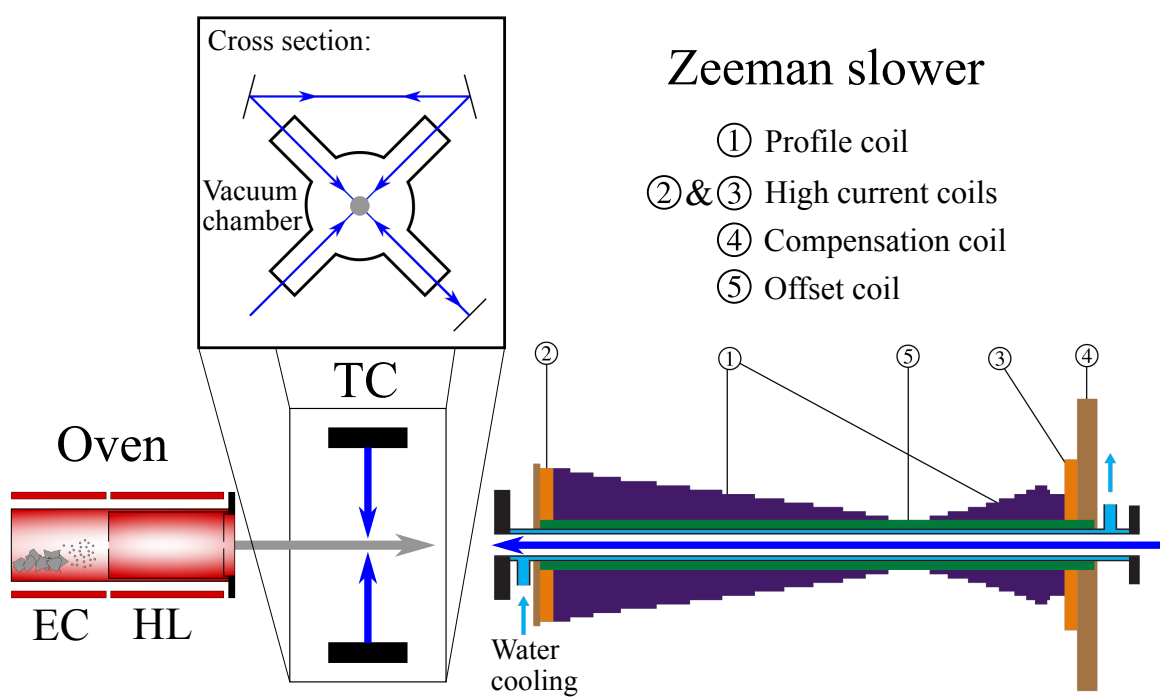 Cross section:
Vacuum
chamber
Zeeman slower
① Profile coil
②&③ High current coils
④ Compensation coil
⑤ Offset coil
TC
Oven
EC
HL
②
①
⑤
③
④
Water
cooling